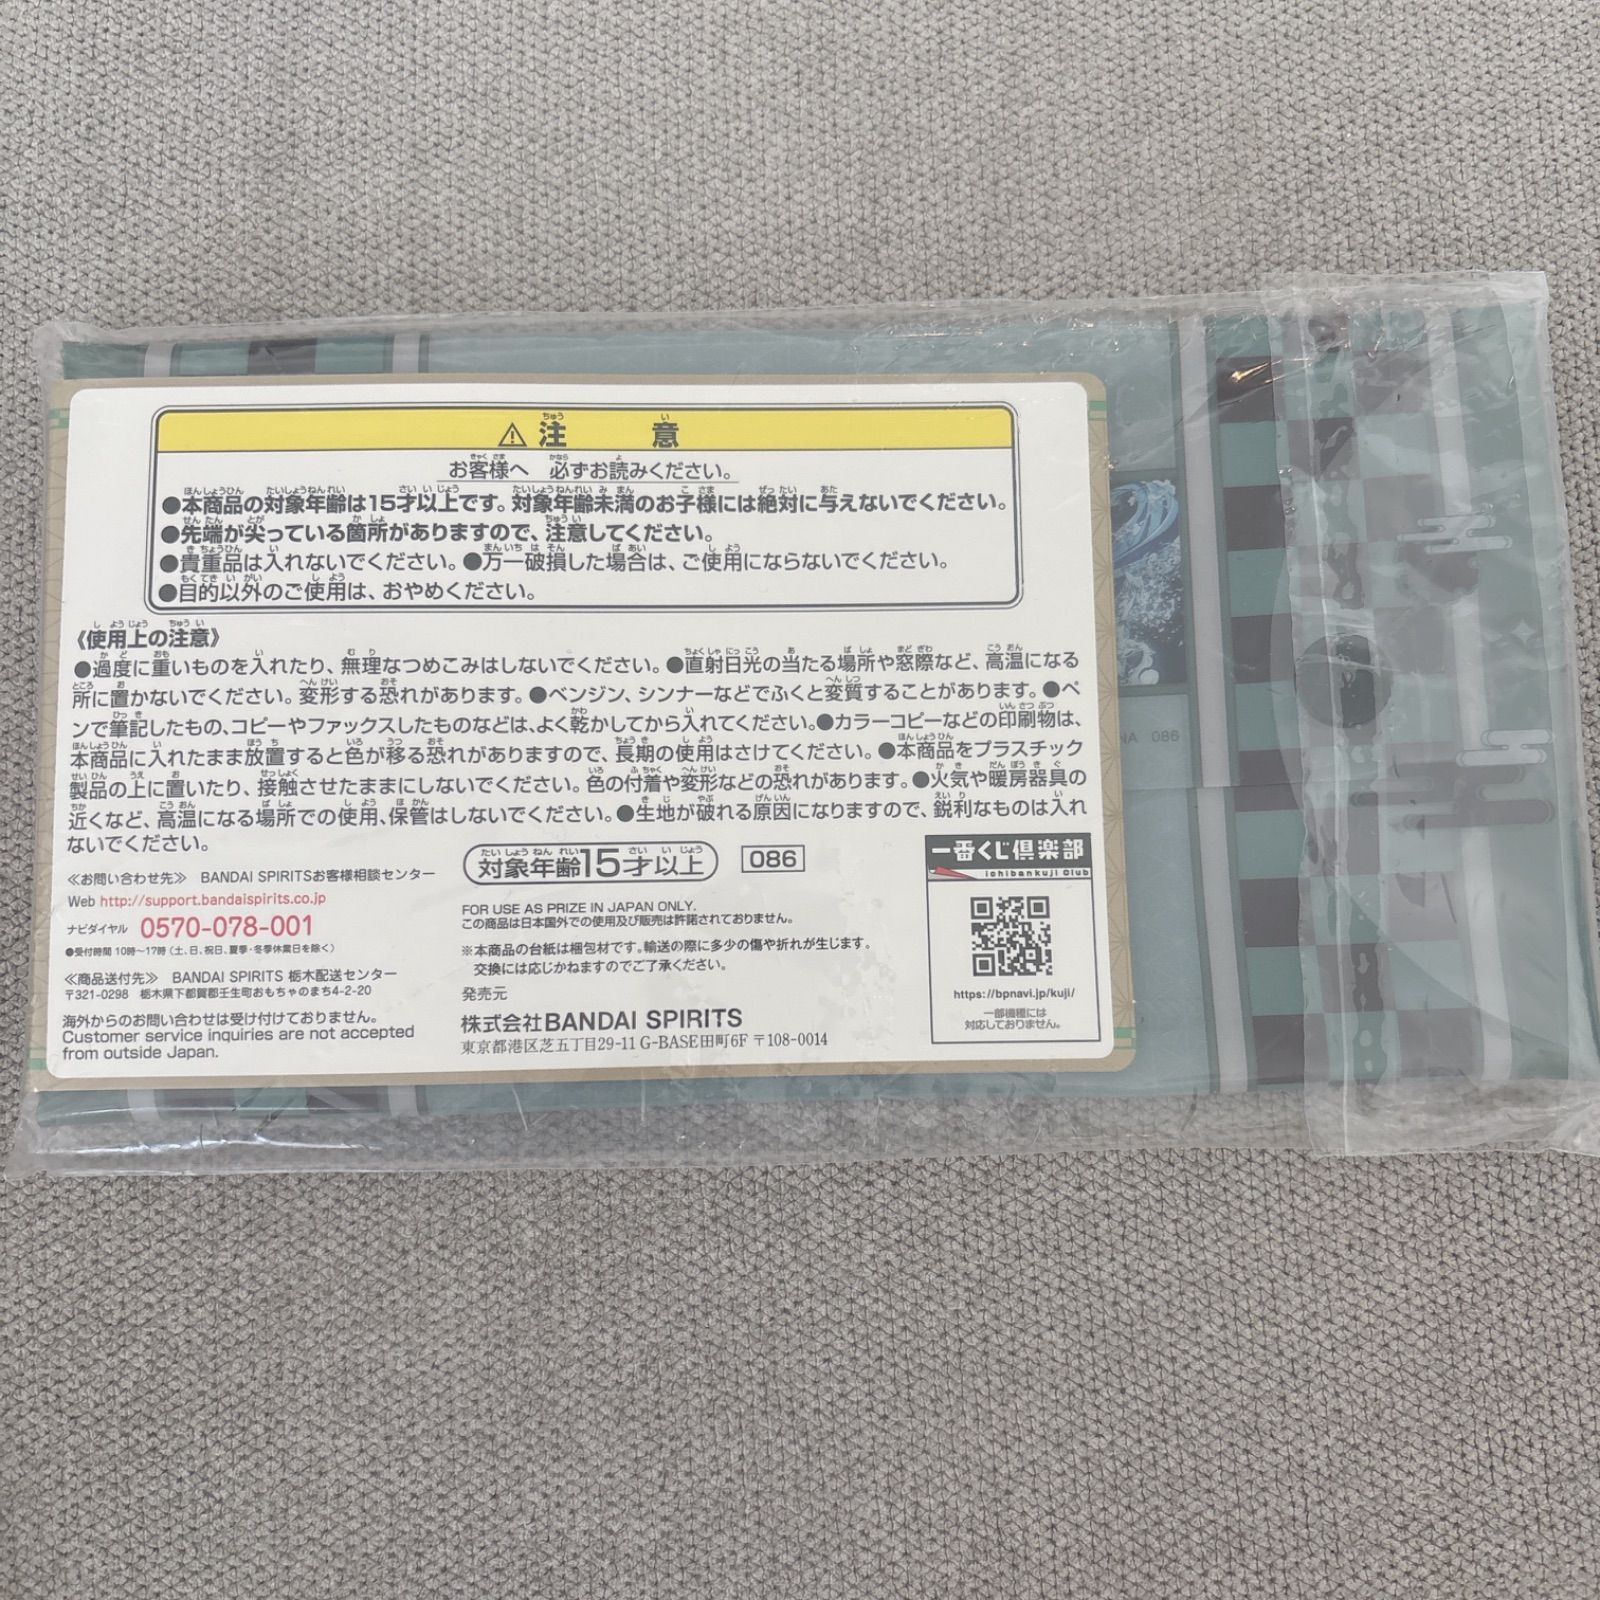 ⚠注意
お客様へ 必ずお読みください。
●本商品の対象年齢は15才以上です。対象年齢未満のお子様には絶対に与えないでください。
●先端が尖っている箇所がありますので、注意してください。
●貴重品は入れないでください。●万一破損した場合は、ご使用にならないでください。
●目的以外のご使用は、おやめください。
《使用上の注意》
●過度に重いものを入れたり、無理なつめこみはしないでください。●直射日光の当たる場所や窓際など、高温になる
所に置かないでください。変形する恐れがあります。●ベンジン、シンナーなどでふくと変質することがあります。●ペ
ンで筆記したもの、コピーやファックスしたものなどは、よく乾かしてから入れてください。●カラーコピーなどの印刷物は、
本商品に入れたまま放置すると色が移る恐れがありますので、長期の使用はさけてください。●本商品をプラスチック
製品の上に置いたり、接触させたままにしないでください。色の付着や変形などの恐れがあります。●火気や暖房器具の
近くなど、高温になる場所での使用、保管はしないでください。●生地が破れる原因になりますので、鋭利なものは入れ
ないでください。
≪お問い合わせ先≫ BANDAI SPIRITSお客様相談センター
Web http://support.bandaispirits.co.jp
ナビダイヤル 0570-078-001
●受付時間 10時〜17時(土、日、祝日、夏季・冬季休業日を除く)
≪商品送付先≫ BANDAI SPIRITS 栃木配送センター
〒321-0298 栃木県下都賀郡壬生町おもちゃのまち4-2-20
海外からのお問い合わせは受け付けておりません。
Customer service inquiries are not accepted
from outside Japan.
対象年齢15才以上 086
FOR USE AS PRIZE IN JAPAN ONLY.
この商品は日本国外での使用及び販売は許諾されておりません。
※本商品の台紙は梱包材です。輸送の際に多少の傷や折れが生じます。
交換には応じかねますのでご了承ください。
発売元
株式会社BANDAI SPIRITS
東京都港区芝五丁目29-11 G-BASE田町6F 〒108-0014
一番くじ倶楽部
ichibankuji Club
https://bpnavi.jp/kuji/
一部機種には
対応しておりません。
086